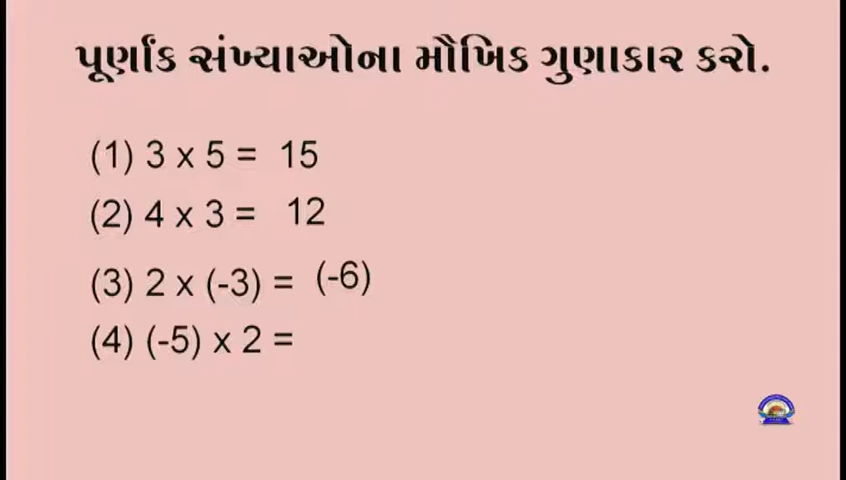 પૂર્ણાંક સંખ્યાઓના મૌખિક ગુણાકાર કરો.
(1) 3 x 5 = 15
(2) 4 x 3 = 12
(3) 2 x (-3) = (-6)
(4) (-5) x 2 =